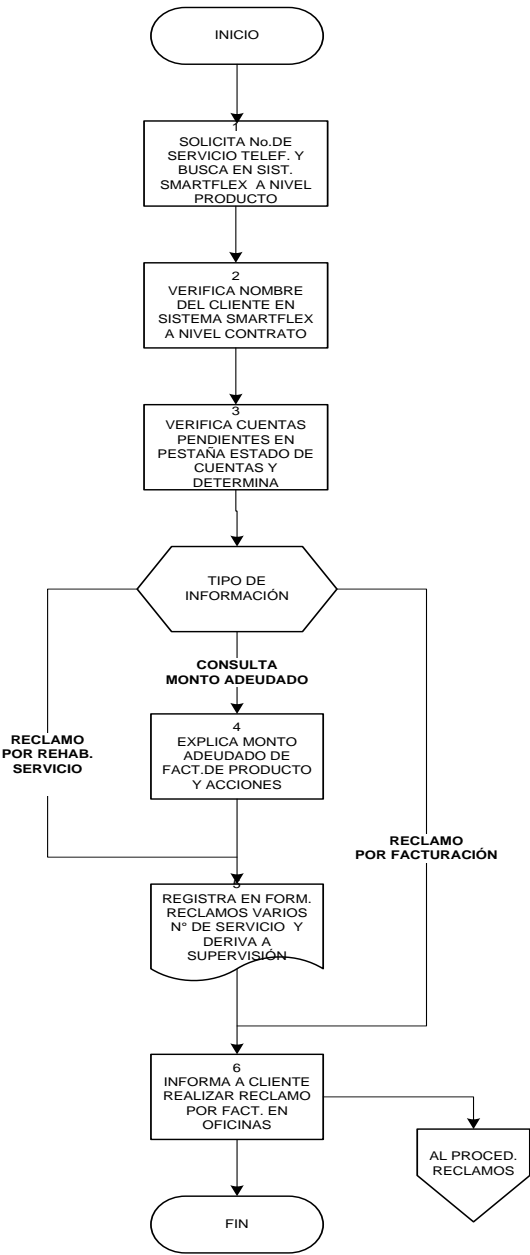 INICIO
1
SOLICITA No.DE
SERVICIO TELEF. Y
BUSCA EN SIST.
SMARTFLEX A NIVEL
PRODUCTO
2
VERIFICA NOMBRE
DEL CLIENTE EN
SISTEMA SMARTFLEX
A NIVEL CONTRATO
3
VERIFICA CUENTAS
PENDIENTES EN
PESTAÑA ESTADO DE
CUENTAS Y
DETERMINA
TIPO DE
INFORMACIÓN
CONSULTA
MONTO ADEUDADO
RECLAMO
POR REHAB.
SERVICIO
4
EXPLICA MONTO
ADEUDADO DE
FACT.DE PRODUCTO
Y ACCIONES
RECLAMO
POR FACTURACIÓN
5
REGISTRA EN FORM.
RECLAMOS VARIOS
N° DE SERVICIO Y
DERIVA A
SUPERVISIÓN
6
INFORMA A CLIENTE
REALIZAR RECLAMO
POR FACT. EN
OFICINAS
AL PROCED.
RECLAMOS
FIN